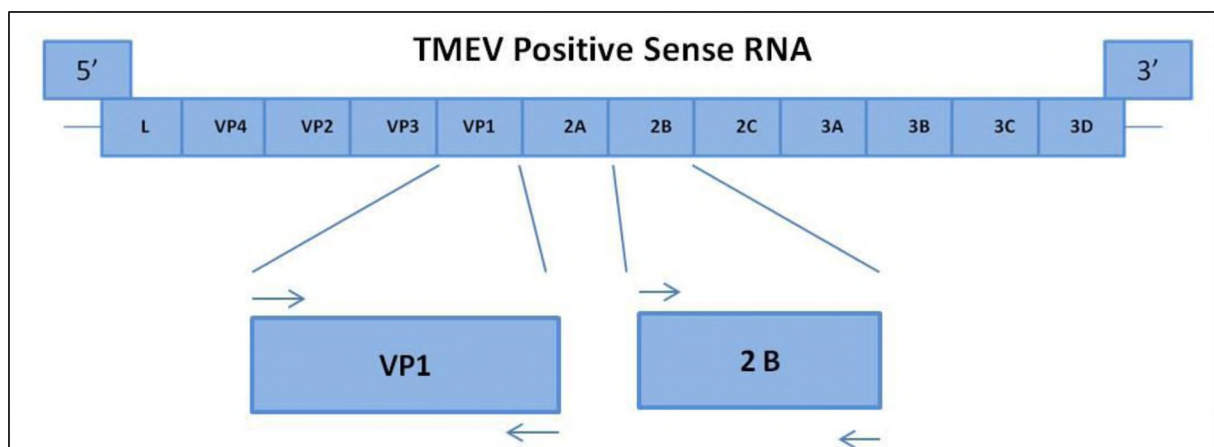 TMEV Positive Sense RNA
5’ 3’
L VP4 VP2 VP3 VP1 2A 2B 2C 3A 3B 3C 3D
VP1 2 B